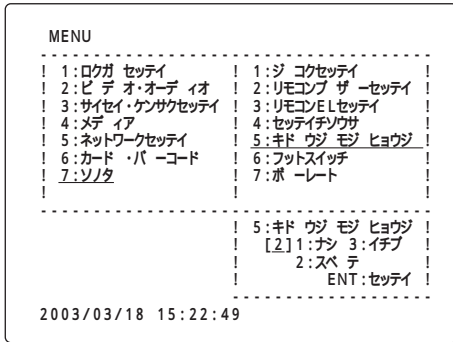 MENU
! 1:ロクガ セッテイ ! 1:ジ コクセッテイ !
! 2:ビ デ オ・オーデ ィオ ! 2:リモコンブ ザ ーセッテイ !
! 3:サイセイ・ケンサクセッテイ ! 3:リモコンELセッテイ !
! 4:メデ ィア ! 4:セッテイチソウサ !
! 5:ネットワークセッテイ ! 5:キド ウジ モジ ヒョウジ !
! 6:カード ・バ ーコード ! 6:フットスイッチ !
! 7:ソノタ ! 7:ボ ーレート !
! ! !
! 5:キド ウジ モジ ヒョウジ !
! [2]1:ナシ 3:イチブ !
! 2:スベ テ !
! ENT:セッテイ !
2003/03/18 15:22:49